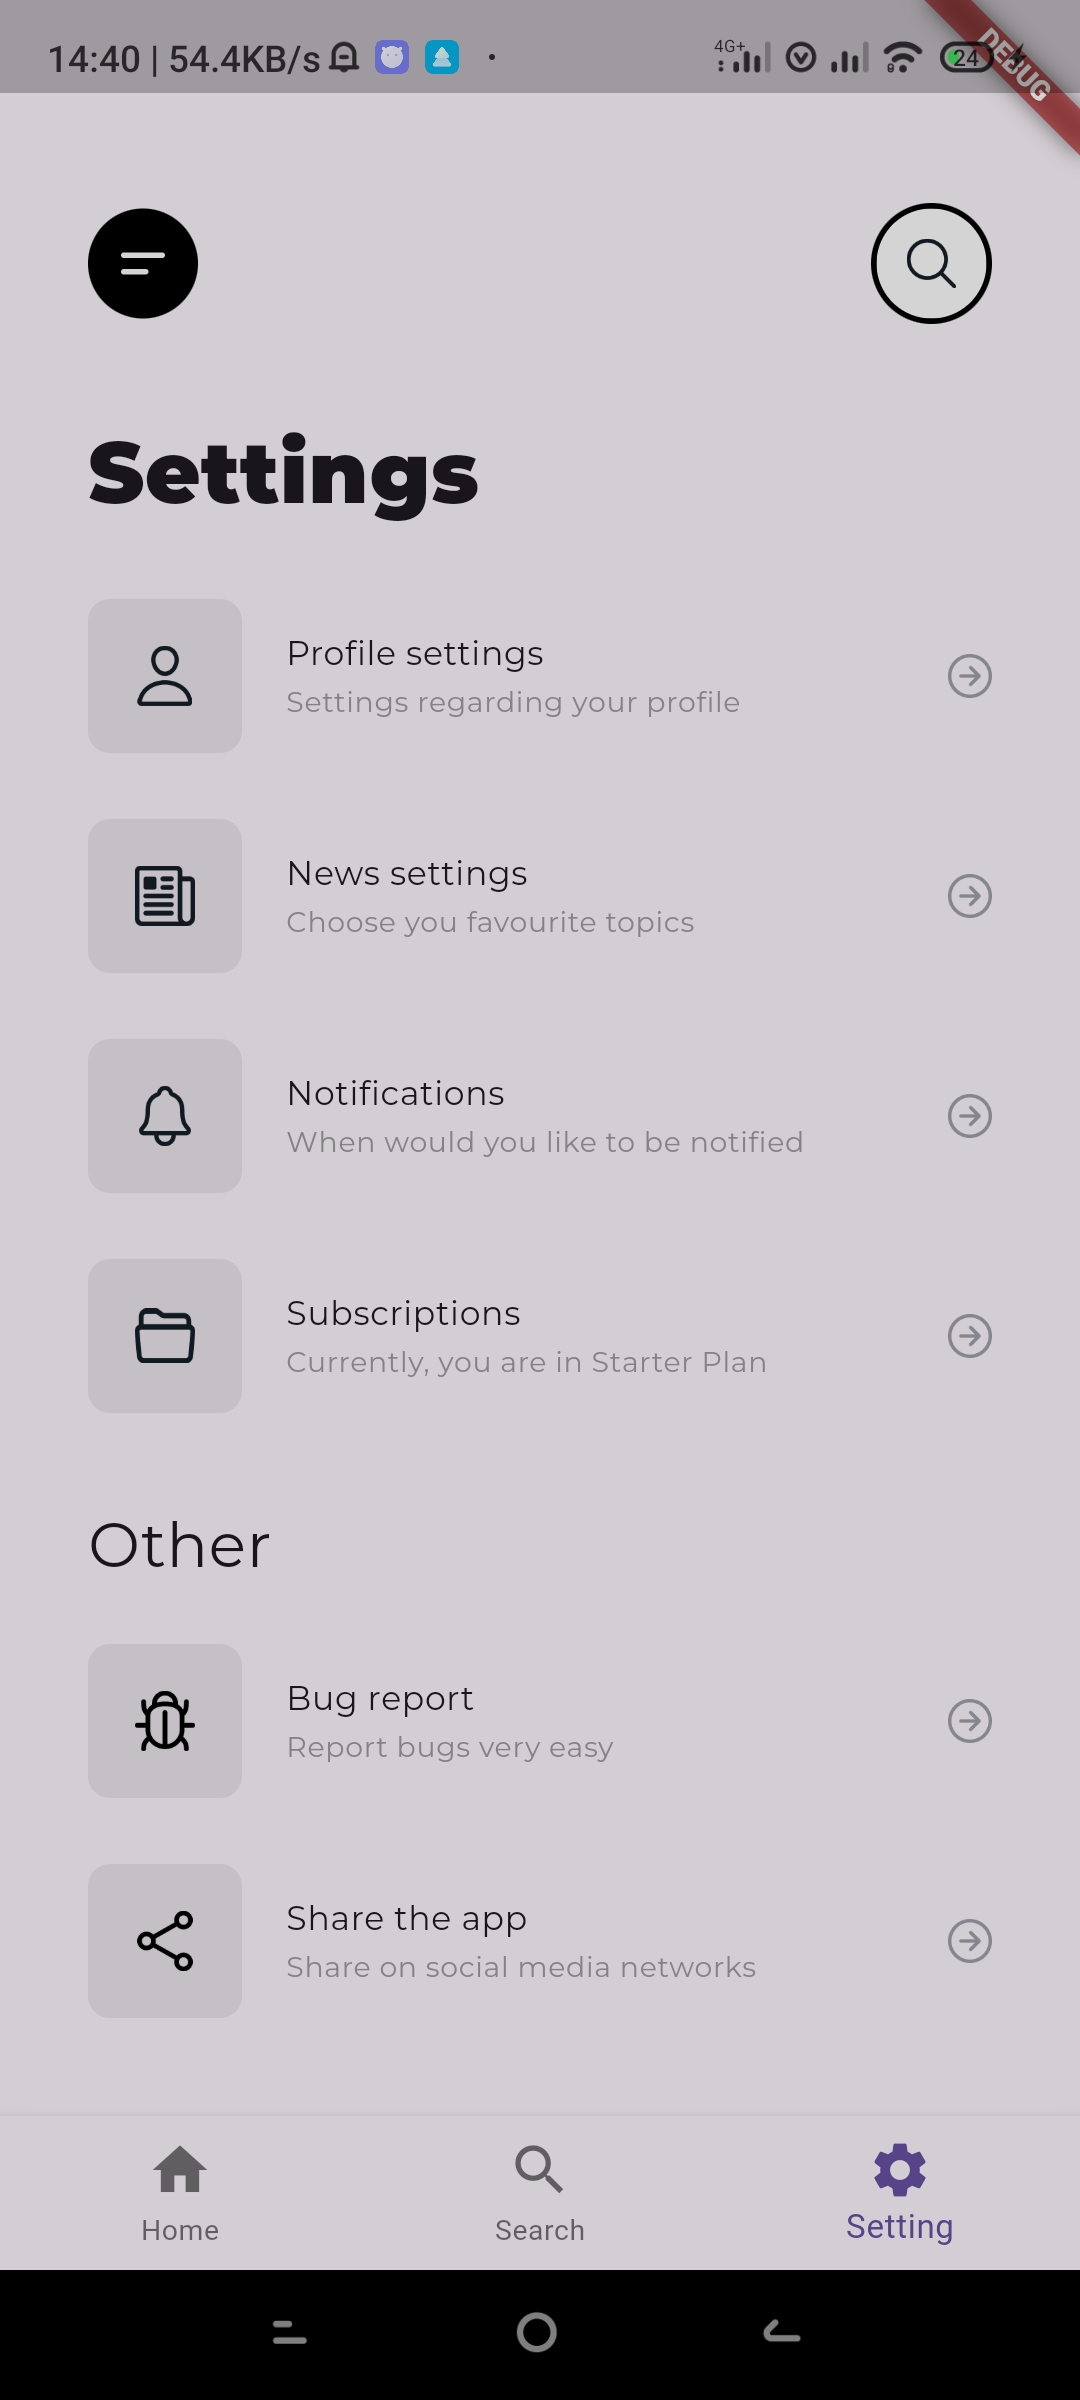 14:40 | 54.4KB/s
4G+
24
DEBUG
Settings
Profile settings
Settings regarding your profile
News settings
Choose you favourite topics
Notifications
When would you like to be notified
Subscriptions
Currently, you are in Starter Plan
Other
Bug report
Report bugs very easy
Share the app
Share on social media networks
Home
Search
Setting